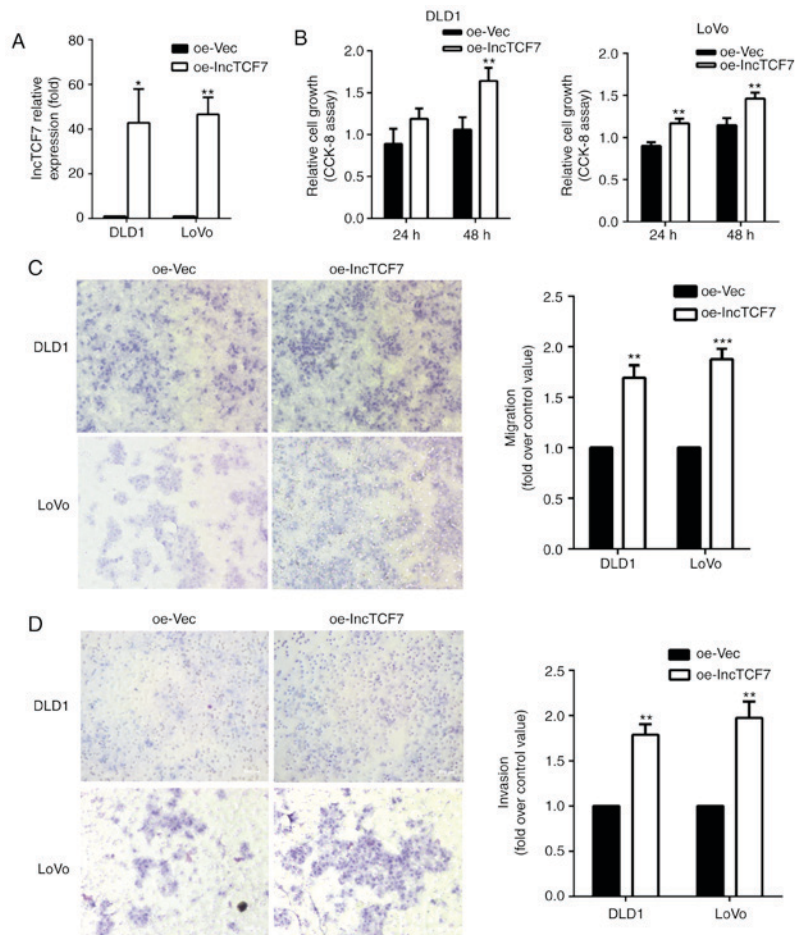 A
oe-Vec
oe-lncTCF7
lncTCF7 relative
expression (fold)
80
60
40
20
0
*
**
DLD1
LoVo
B
DLD1
oe-Vec
oe-lncTCF7
Relative cell growth
(CCK-8 assay)
2.0
1.5
1.0
0.5
0.0
**
24 h
48 h
LoVo
oe-Vec
oe-lncTCF7
Relative cell growth
(CCK-8 assay)
2.0
1.5
1.0
0.5
0.0
**
**
24 h
48 h
C
oe-Vec
oe-lncTCF7
DLD1
LoVo
oe-Vec
oe-lncTCF7
Migration
(fold over control value)
2.5
2.0
1.5
1.0
0.5
0.0
**
***
DLD1
LoVo
D
oe-Vec
oe-lncTCF7
DLD1
LoVo
oe-Vec
oe-lncTCF7
Invasion
(fold over control value)
2.5
2.0
1.5
1.0
0.5
0.0
**
**
DLD1
LoVo